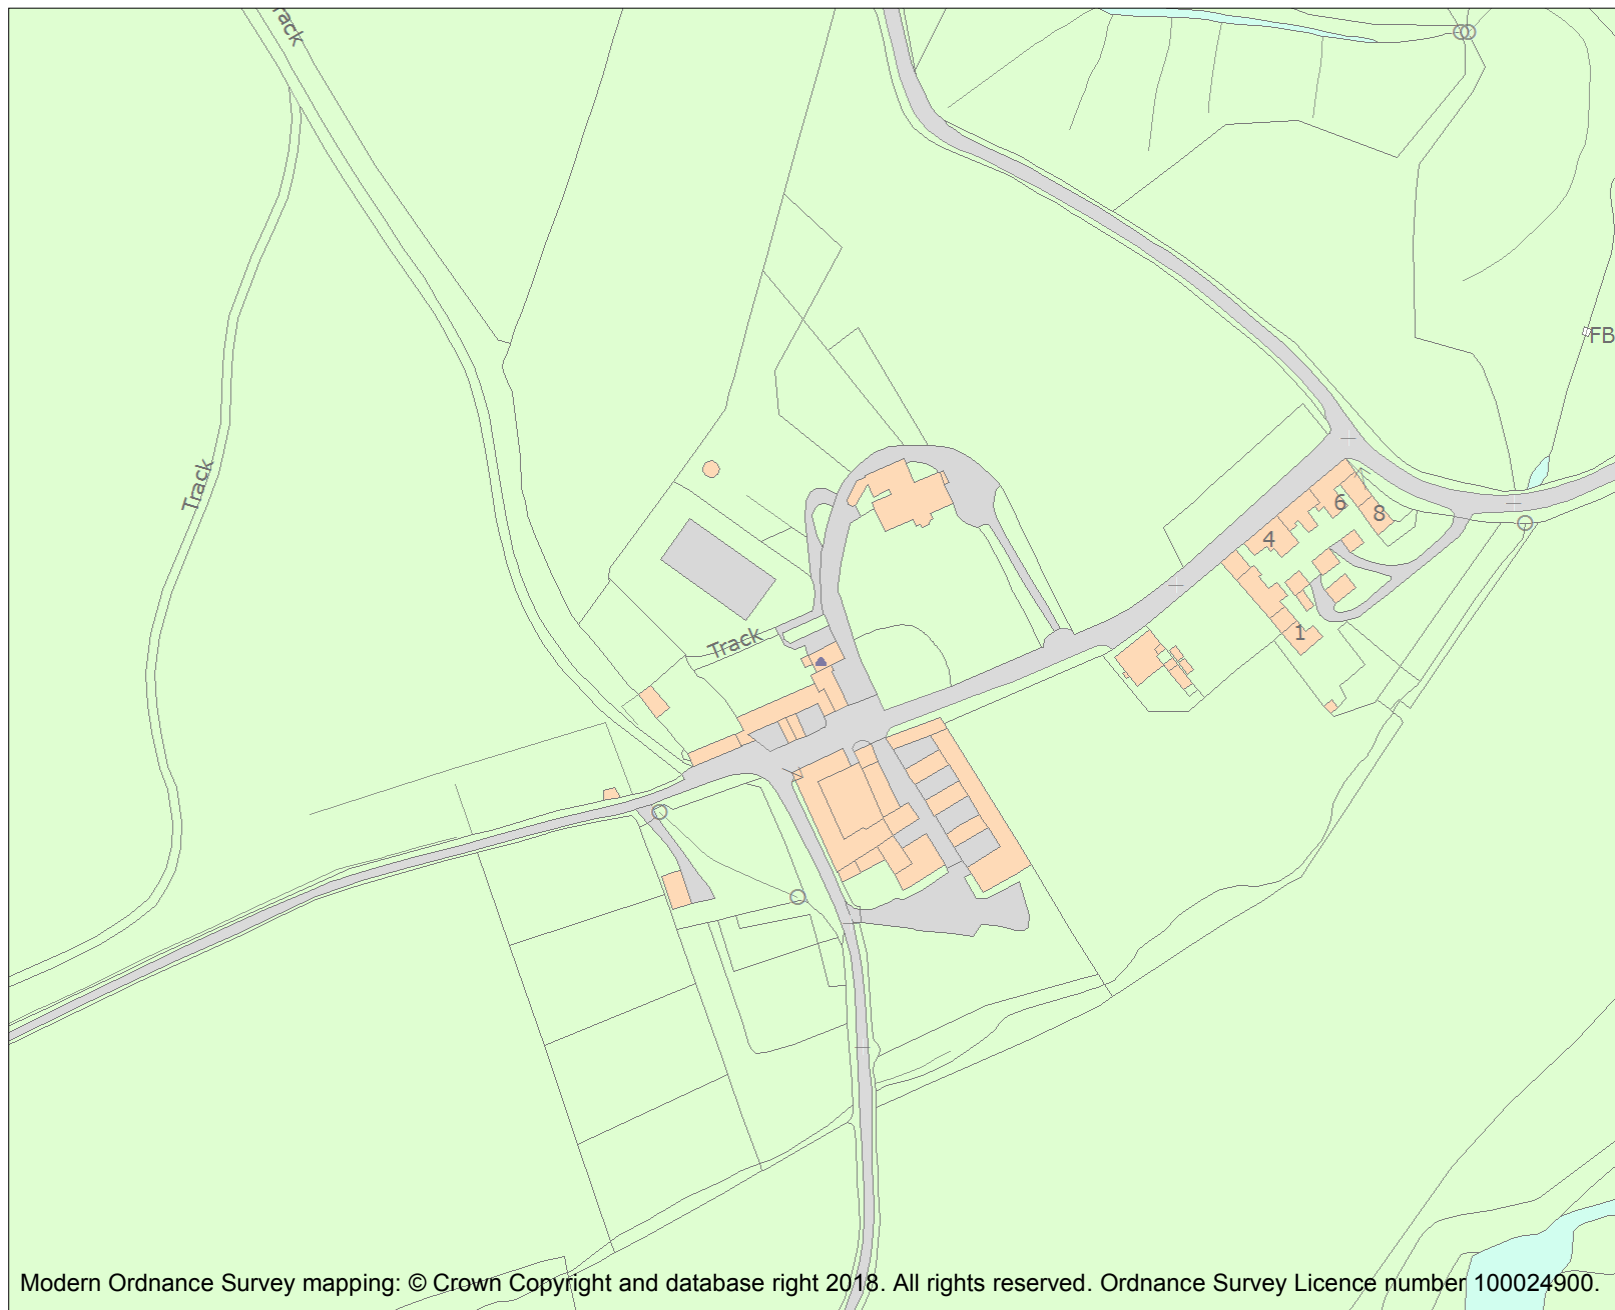 Track
FB
Track
6
8
4
1
Track
Modern Ordnance Survey mapping: © Crown Copyright and database right 2018. All rights reserved. Ordnance Survey Licence number 100024900.